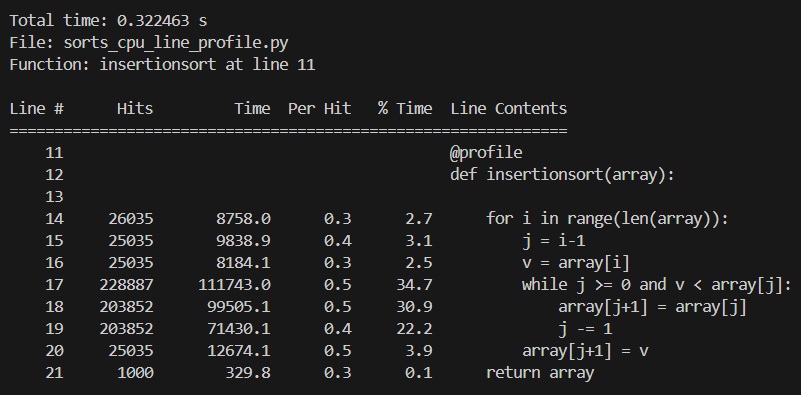 Total time: 0.322463 s
File: sorts_cpu_line_profile.py
Function: insertionsort at line 11

Line #      Hits         Time  Per Hit   % Time  Line Contents
==============================================================
    11                                           @profile
    12                                           def insertionsort(array):
    13
    14     26035       8758.0      0.3      2.7      for i in range(len(array)):
    15     25035       9838.9      0.4      3.1          j = i-1
    16     25035       8184.1      0.3      2.5          v = array[i]
    17    228887     111743.0      0.5     34.7          while j >= 0 and v < array[j]:
    18    203852      99505.1      0.5     30.9              array[j+1] = array[j]
    19    203852      71430.1      0.4     22.2              j -= 1
    20     25035      12674.1      0.5      3.9          array[j+1] = v
    21      1000        329.8      0.3      0.1      return array